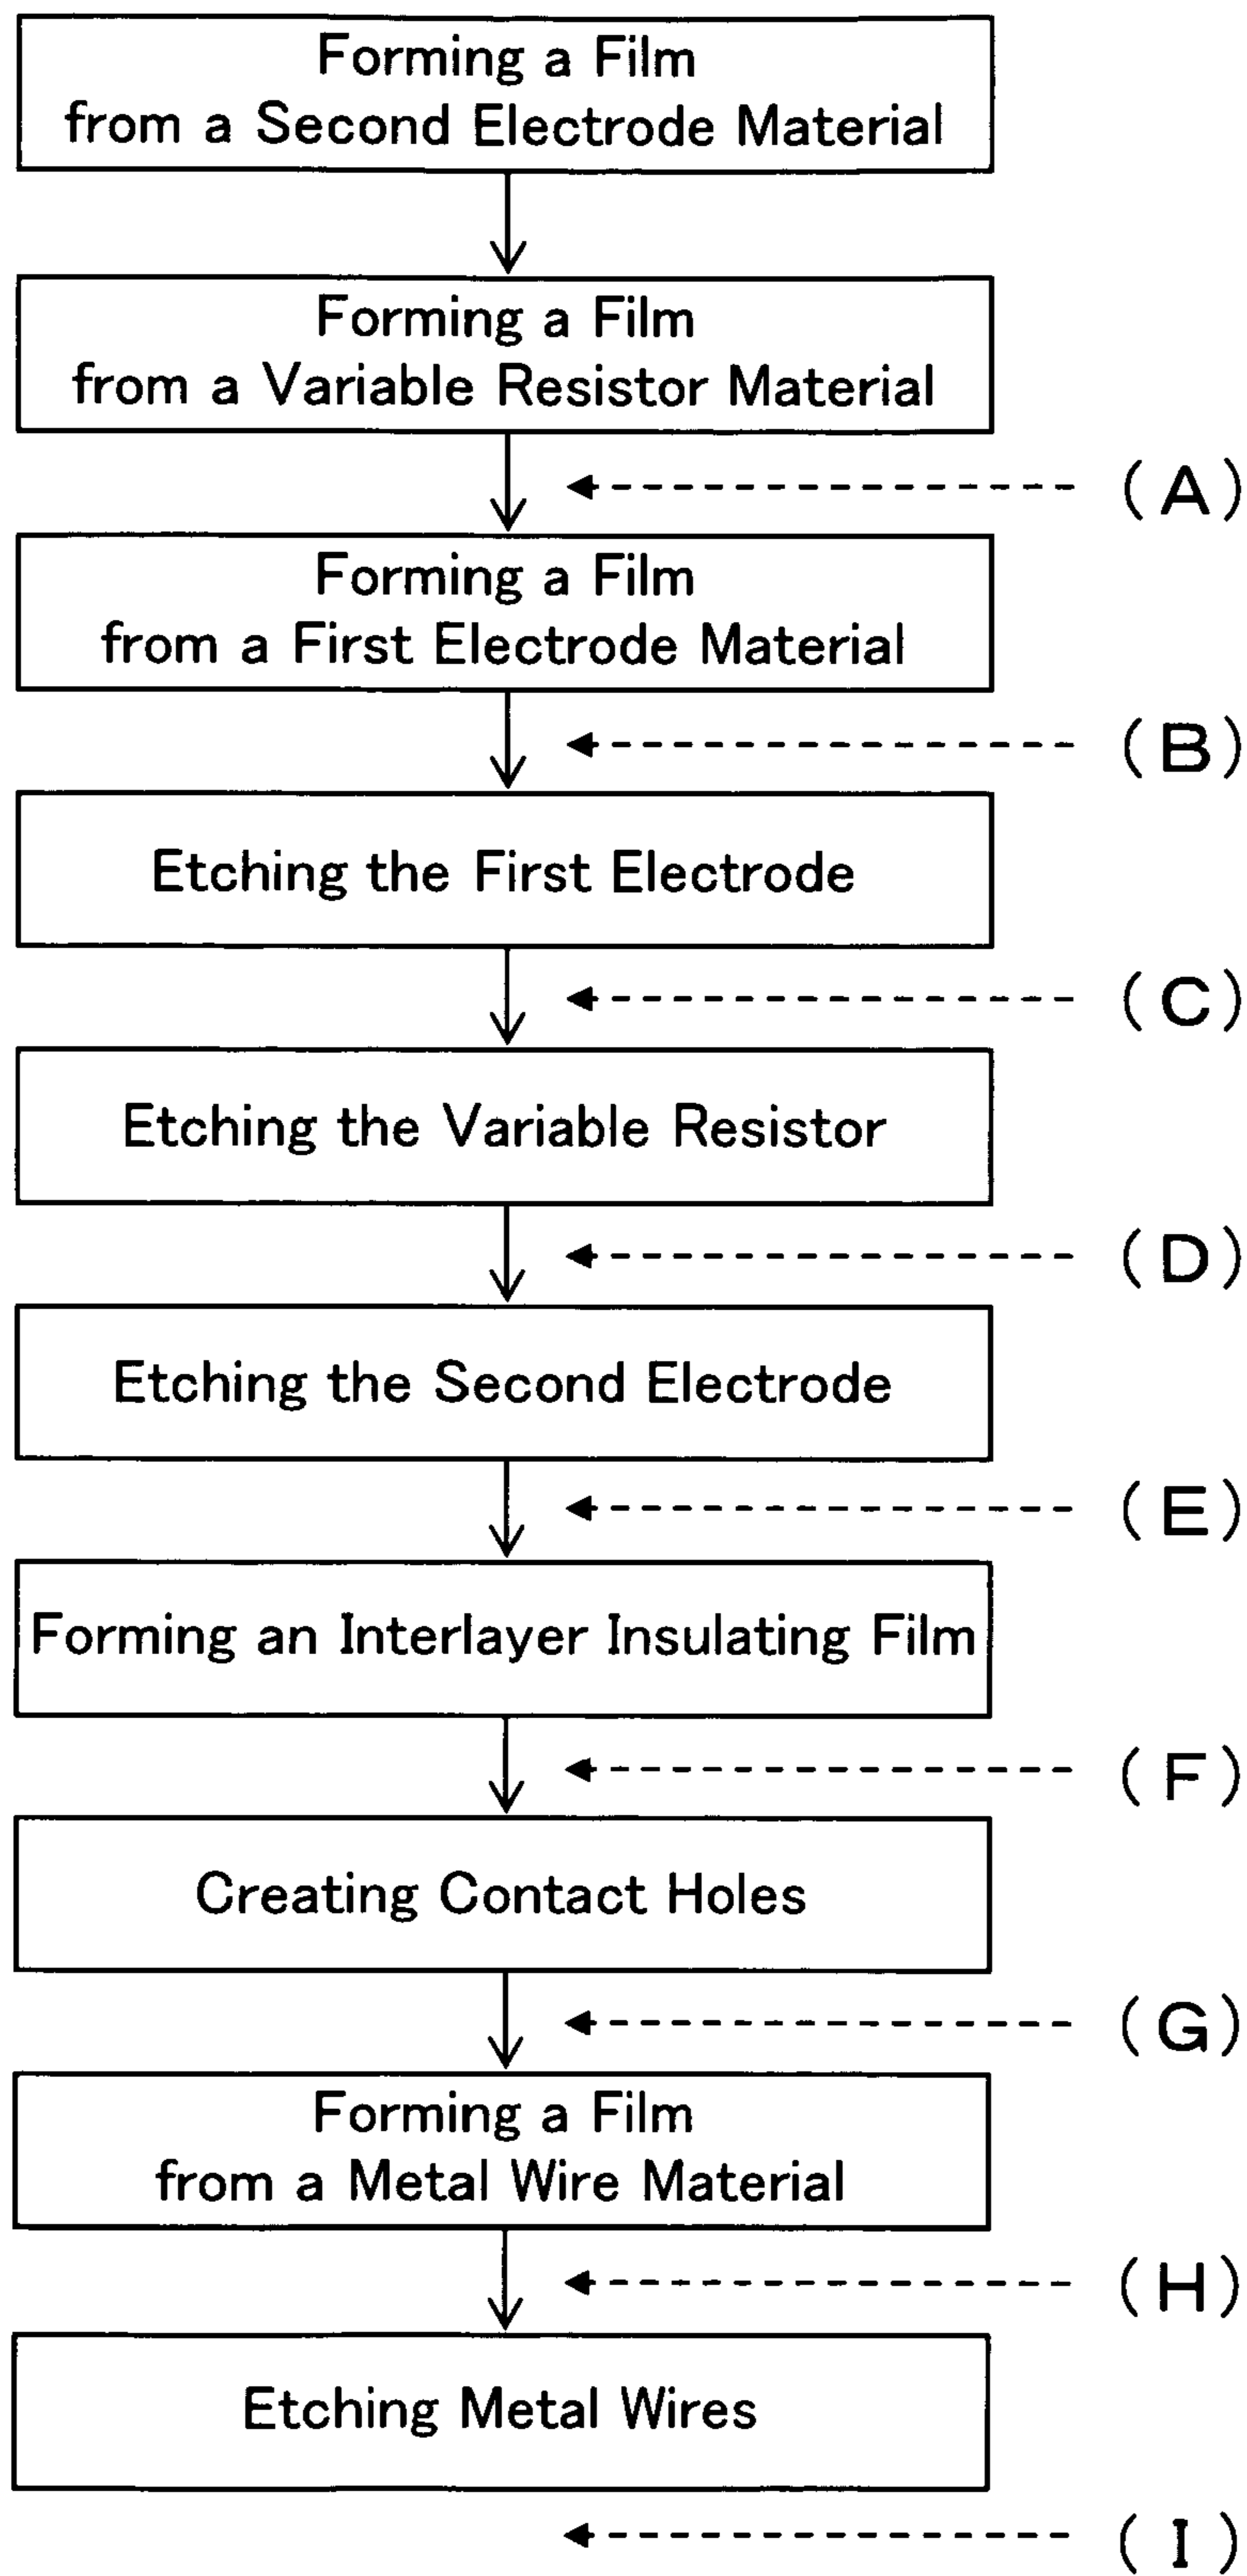 Forming a Film
from a Second Electrode Material
Forming a Film
from a Variable Resistor Material
(A)
Forming a Film
from a First Electrode Material
(B)
Etching the First Electrode
(C)
Etching the Variable Resistor
(D)
Etching the Second Electrode
(E)
Forming an Interlayer Insulating Film
(F)
Creating Contact Holes
(G)
Forming a Film
from a Metal Wire Material
(H)
Etching Metal Wires
(I)